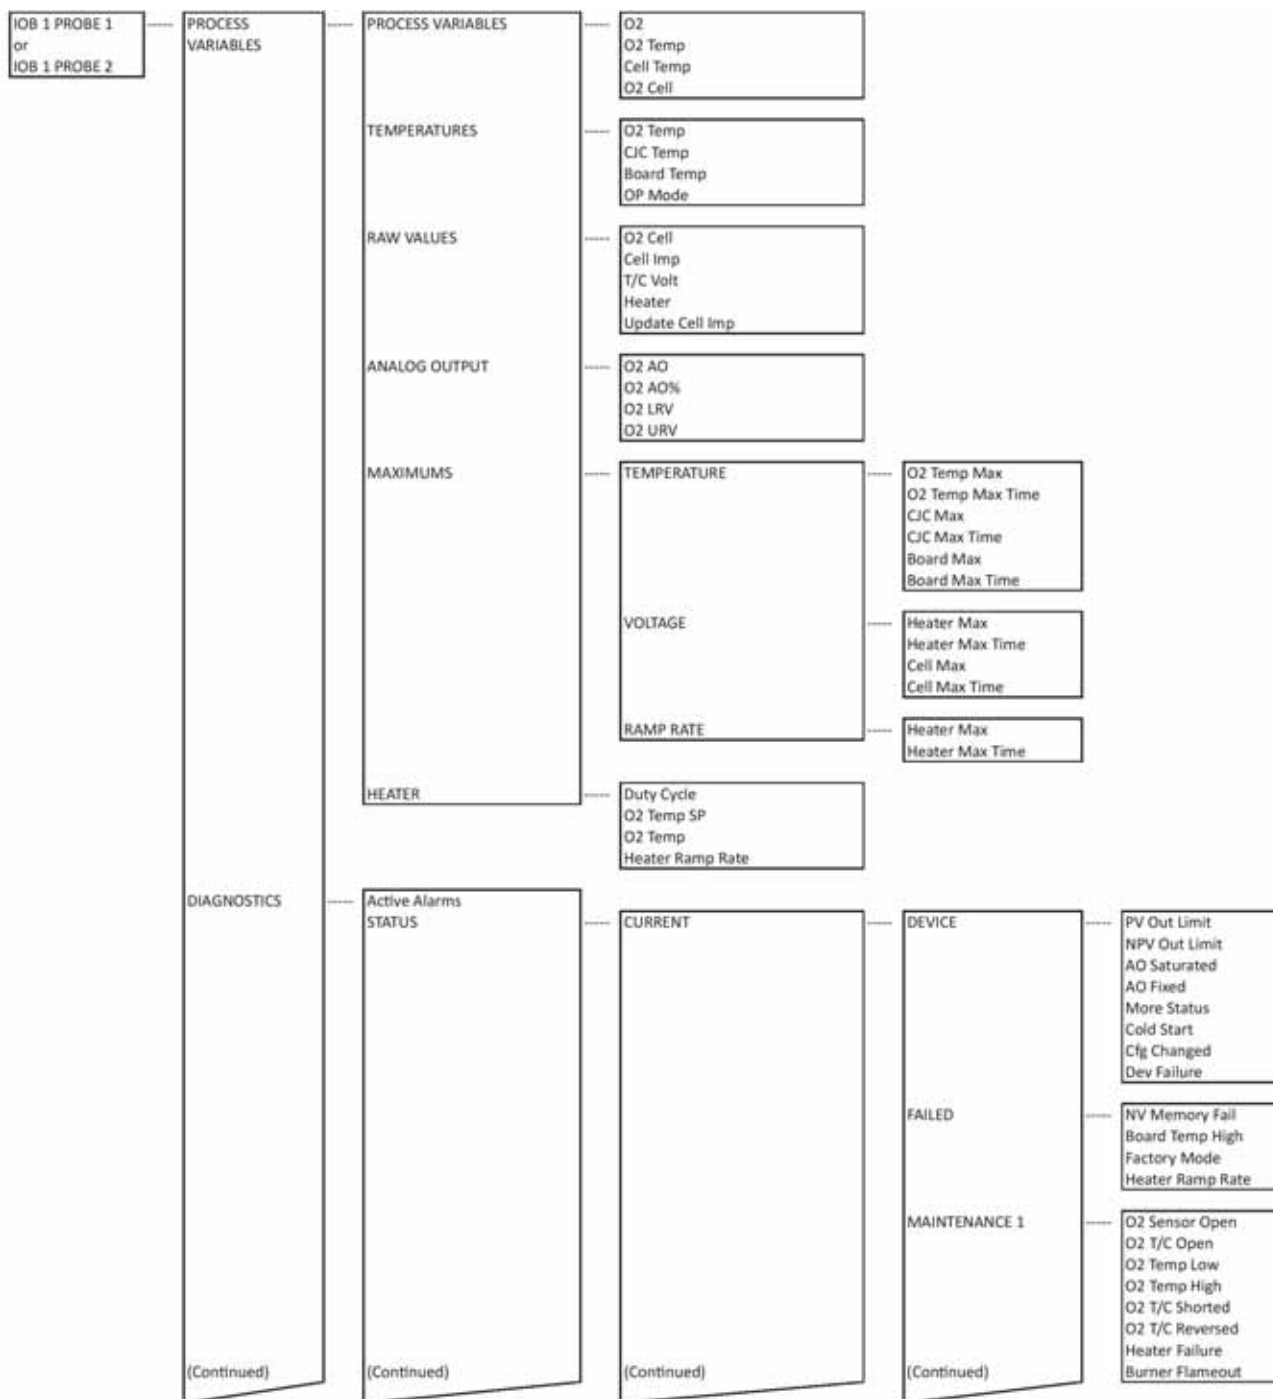 IOB 1 PROBE 1
or
IOB 1 PROBE 2
PROCESS
VARIABLES
PROCESS VARIABLES
O2
O2 Temp
Cell Temp
O2 Cell
TEMPERATURES
O2 Temp
CJC Temp
Board Temp
OP Mode
RAW VALUES
O2 Cell
Cell Imp
T/C Volt
Heater
Update Cell Imp
ANALOG OUTPUT
O2 AO
O2 AO%
O2 LRV
O2 URV
MAXIMUMS
TEMPERATURE
O2 Temp Max
O2 Temp Max Time
CJC Max
CJC Max Time
Board Max
Board Max Time
VOLTAGE
Heater Max
Heater Max Time
Cell Max
Cell Max Time
RAMP RATE
Heater Max
Heater Max Time
HEATER
Duty Cycle
O2 Temp SP
O2 Temp
Heater Ramp Rate
DIAGNOSTICS
Active Alarms
STATUS
CURRENT
DEVICE
PV Out Limit
NPV Out Limit
AO Saturated
AO Fixed
More Status
Cold Start
Cfg Changed
Dev Failure
FAILED
NV Memory Fail
Board Temp High
Factory Mode
Heater Ramp Rate
MAINTENANCE 1
O2 Sensor Open
O2 T/C Open
O2 Temp Low
O2 Temp High
O2 T/C Shorted
O2 T/C Reversed
Heater Failure
Burner Flameout
(Continued)
(Continued)
(Continued)
(Continued)